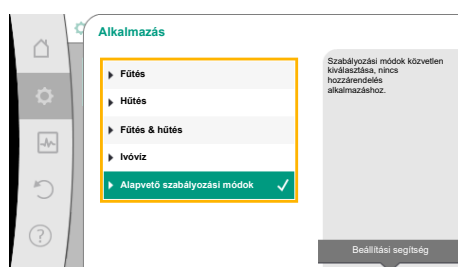 Alkalmazás
Fűtés
Hűtés
Fűtés & hűtés
Ivóvíz
Alapvető szabályozási módok
Szabályozási módok közvetlen
kiválasztása, nincs
hozzárendelés
alkalmazáshoz.
Beállítási segítség